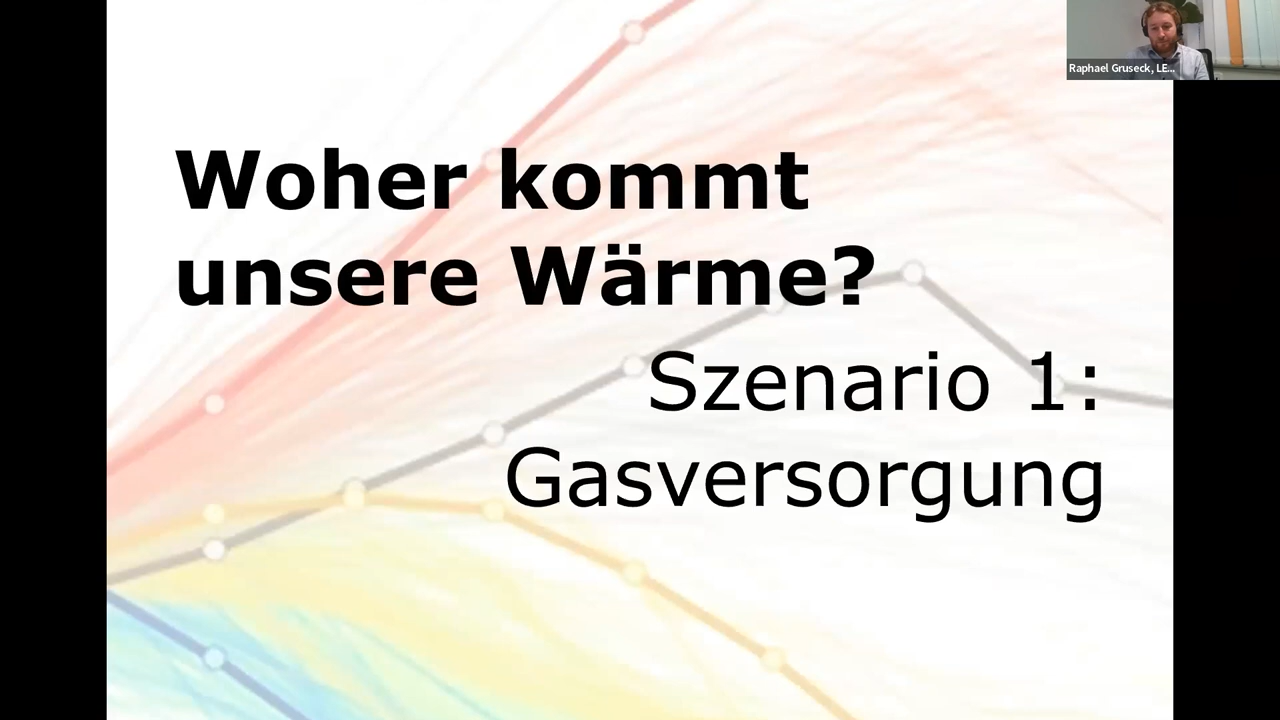 Raphael Gruseck, LE...
Woher kommt
unsere Wärme?
Szenario 1:
Gasversorgung